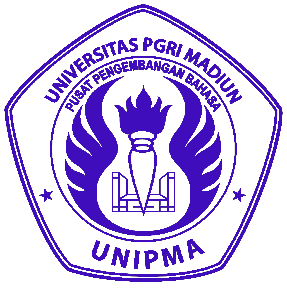 UNIVERSITAS PGRI MADIUN
PUSAT PENGEMBANGAN BAHASA
UNIPMA